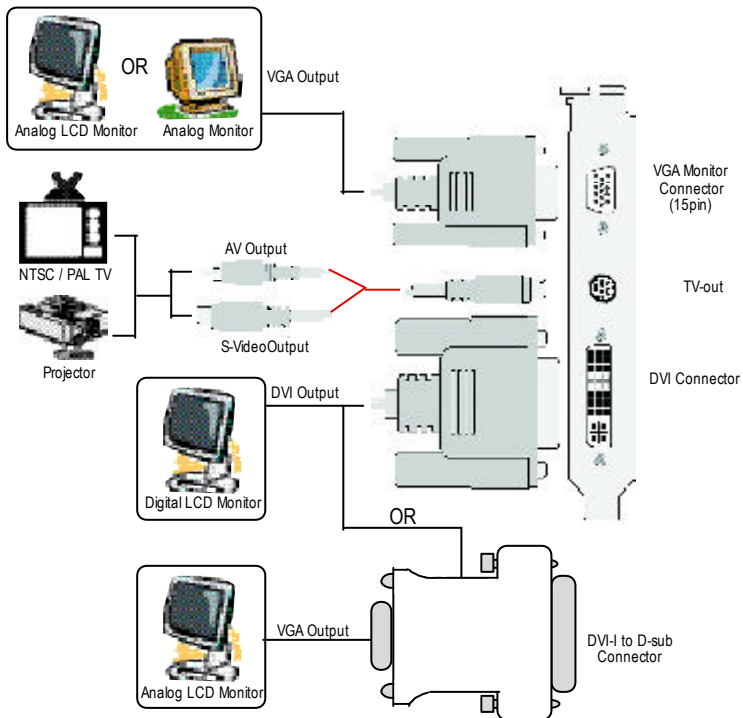 OR
VGA Output
Analog LCD Monitor
Analog Monitor
VGA Monitor
Connector
(15pin)
NTSC / PAL TV
AV Output
TV-out
S-VideoOutput
Projector
DVI Output
DVI Connector
Digital LCD Monitor
OR
VGA Output
DVI-I to D-sub
Connector
Analog LCD Monitor